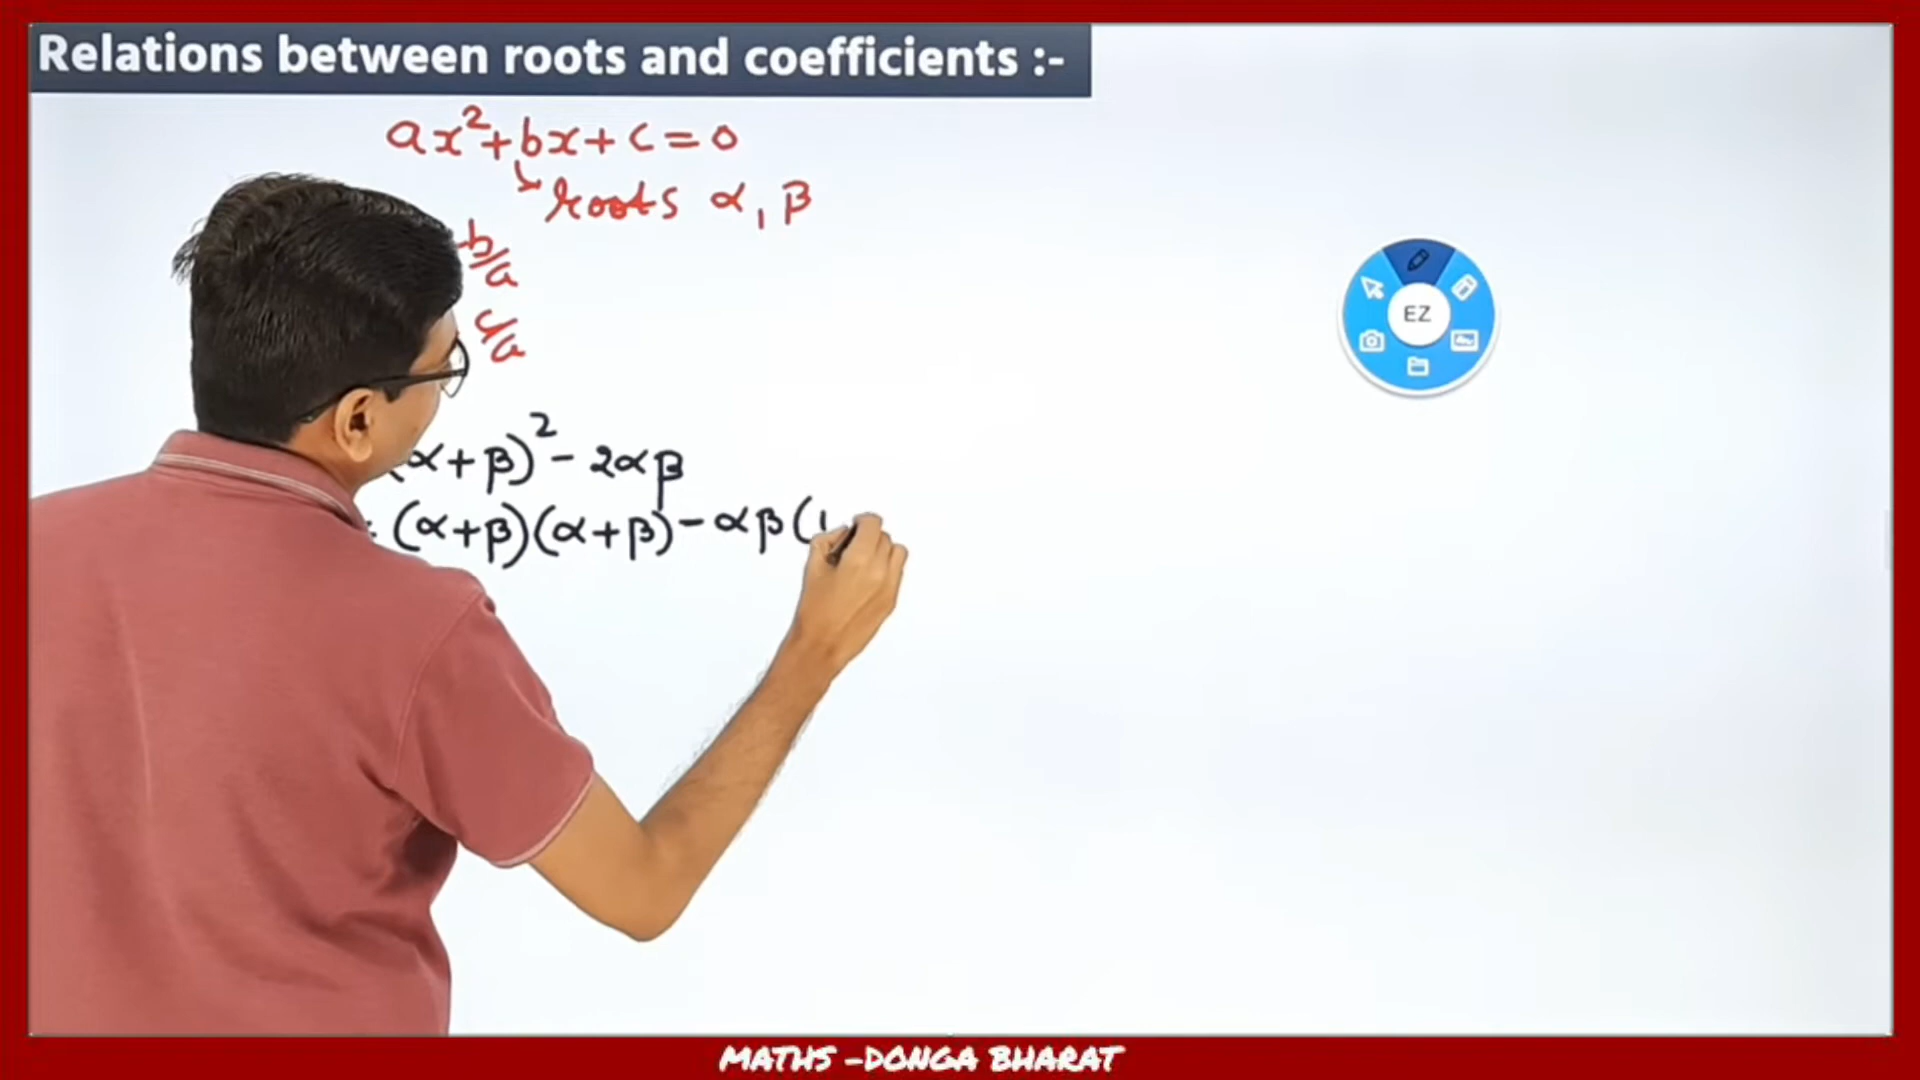 Relations between roots and coefficients :-
ax²+bx+c=0
roots α, β
-b/a
c/a
(α+β)² - 2αβ
= (α+β)(α+β) - αβ(
EZ
MATHS -DONGA BHARAT